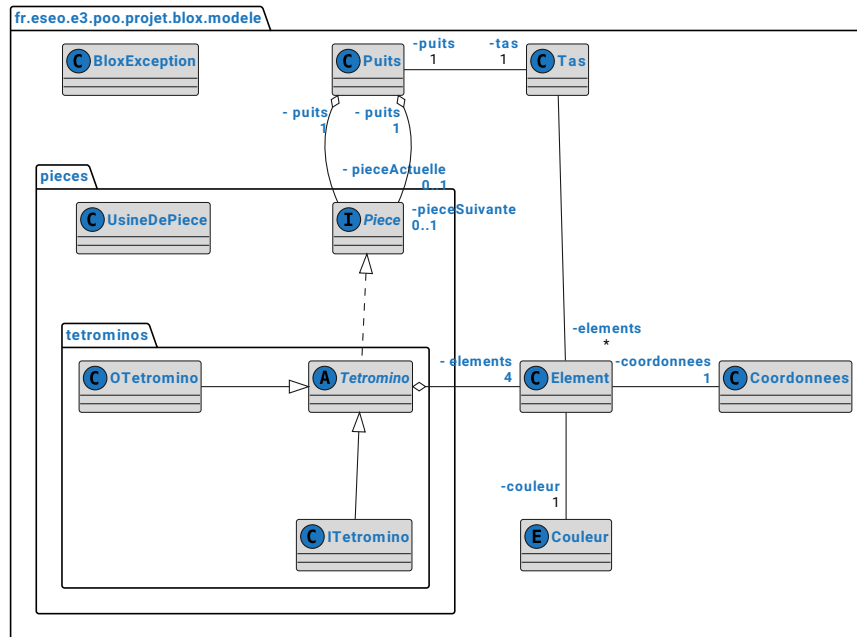 fr.eseo.e3.poo.projet.blox.modele
C BloxException
C Puits
-puits
1
-tas
1
C Tas
- puits
1
- puits
1
- pieceActuelle
0..1
pieces
C UsineDePiece
I Piece
-pieceSuivante
0..1
tetrominos
C OTetromino
A Tetromino
- elements
4
-elements
*
C Element
-coordonnees
1
C Coordonnees
-couleur
1
C ITetromino
E Couleur